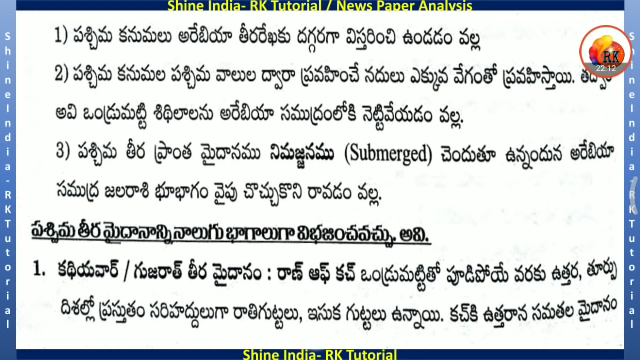 Shine India- RK Tutorial / News Paper Analysis
1) పశ్చిమ కనుమలు అరేబియా తీరరేఖకు దగ్గరగా విస్తరించి ఉండడం వల్ల
2) పశ్చిమ కనుమల పశ్చిమ వాలుల ద్వారా ప్రవహించే నదులు ఎక్కువ వేగంతో ప్రవహిస్తాయి.
అవి ఒండ్రుమట్టి శిథిలాలను అరేబియా సముద్రంలోకి నెట్టివేయడం వల్ల.
3) పశ్చిమ తీర ప్రాంత మైదానము నిమజ్జనము (Submerged) చెందుతూ ఉన్నందున అరేబియా
సముద్ర జలరాశి భూభాగం వైపు చొచ్చుకొని రావడం వల్ల.
పశ్చిమ తీర మైదానాన్ని నాలుగు భాగాలుగా విభజించవచ్చు. అవి.
1. కథియవార్ / గుజరాత్ తీర మైదానం : రాణ్ ఆఫ్ కచ్ ఒండ్రుమట్టితో పూడిపోయే వరకు ఉత్తర, తూర్పు
దిశల్లో ప్రస్తుతం సరిహద్దులుగా రాతిగుట్టలు, ఇసుక గుట్టలు ఉన్నాయి. కచ్‌కి ఉత్తరాన సమతల మైదానం
Shine India- RK Tutorial
ShineIndia-RKTutorial
ShineIndia-RKTutorial
RK
22:12